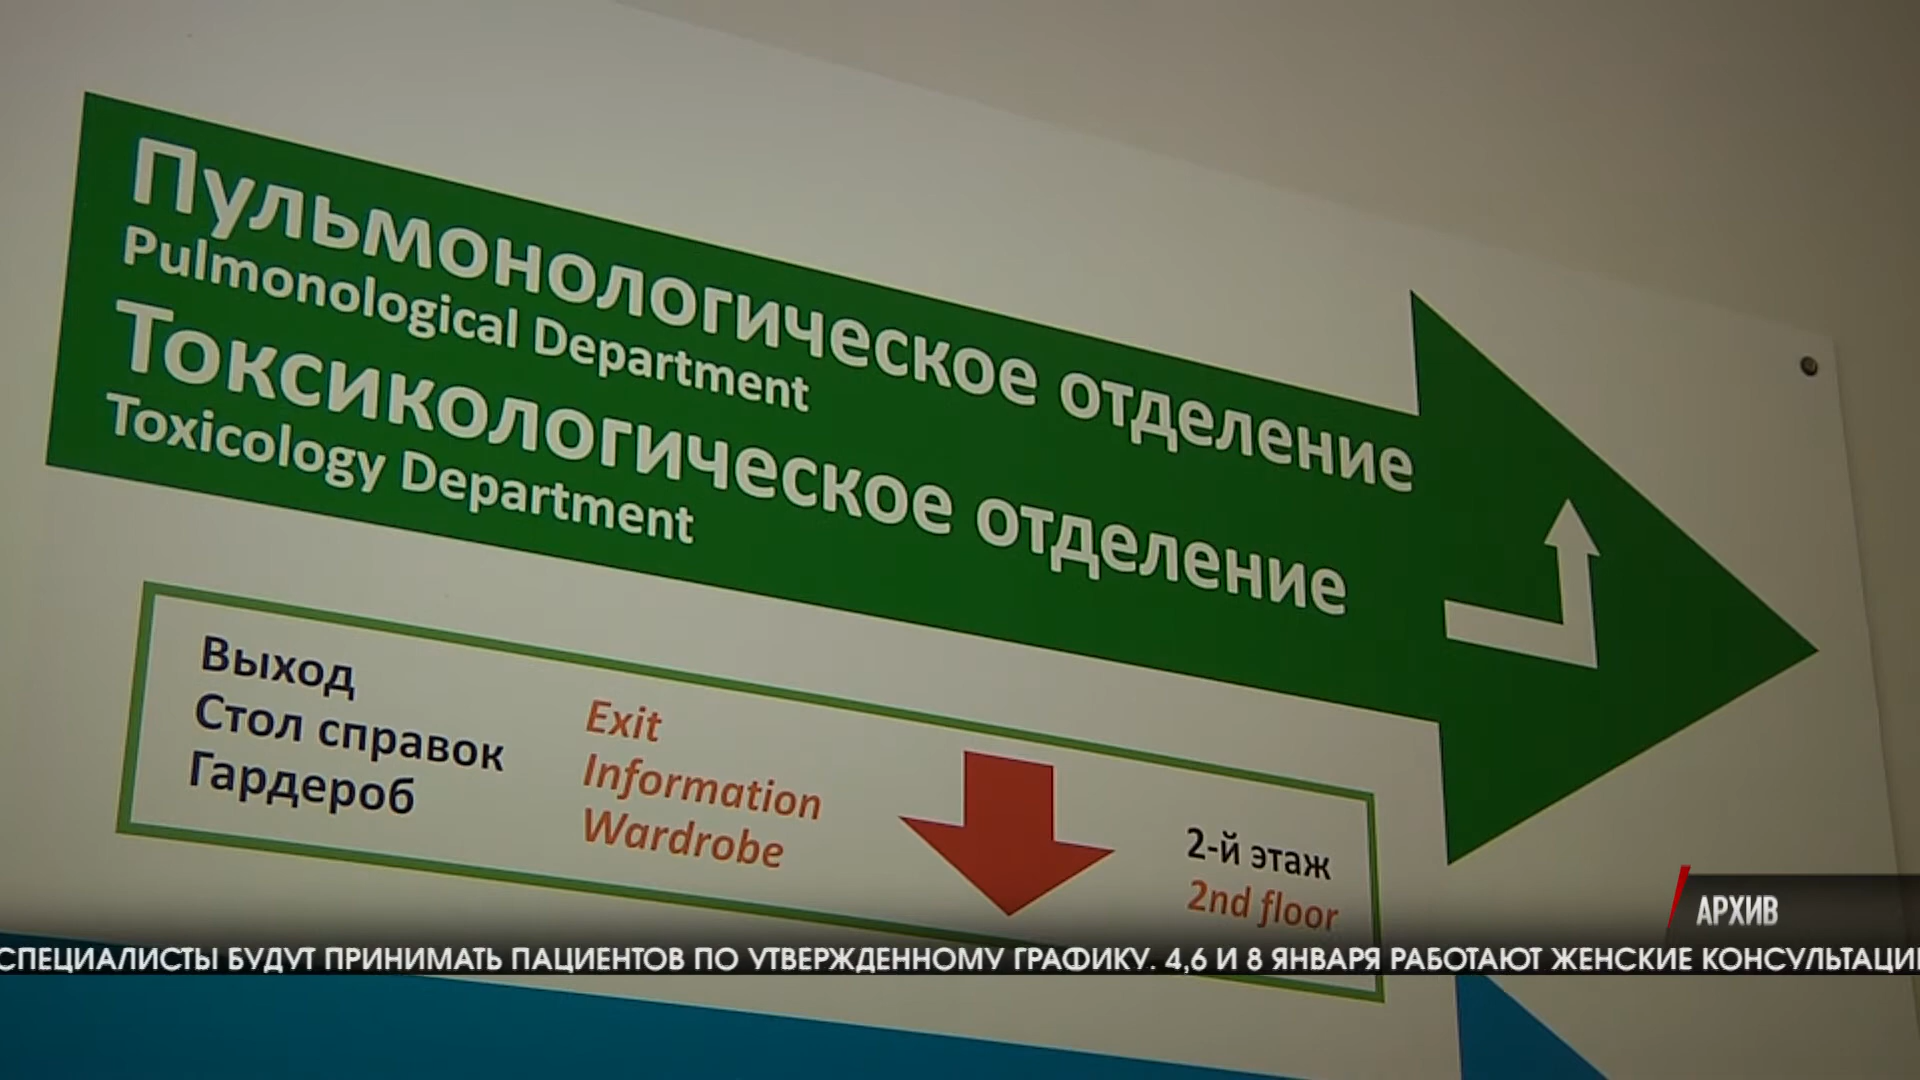 Пульмонологическое отделение
Pulmonological Department
Токсикологическое отделение
Toxicology Department
Выход
Стол справок
Гардероб
Exit
Information
Wardrobe
2-й этаж
2nd floor
АРХИВ
СПЕЦИАЛИСТЫ БУДУТ ПРИНИМАТЬ ПАЦИЕНТОВ ПО УТВЕРЖДЕННОМУ ГРАФИКУ. 4,6 И 8 ЯНВАРЯ РАБОТАЮТ ЖЕНСКИЕ КОНСУЛЬТАЦИИ